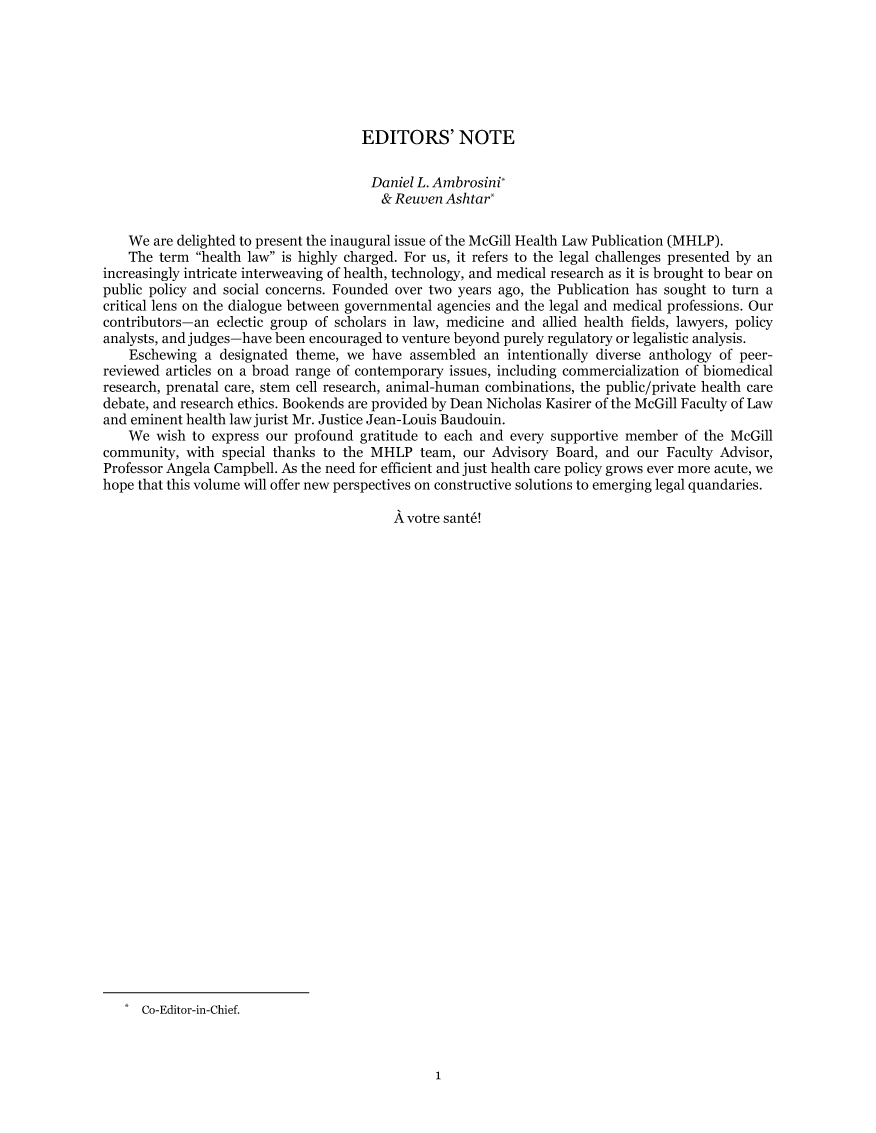 EDITORS’ NOTE
Daniel L. Ambrosini*
& Reuven Ashtar*
We are delighted to present the inaugural issue of the McGill Health Law Publication (MHLP).
The term “health law” is highly charged. For us, it refers to the legal challenges presented by an
increasingly intricate interweaving of health, technology, and medical research as it is brought to bear on
public policy and social concerns. Founded over two years ago, the Publication has sought to turn a
critical lens on the dialogue between governmental agencies and the legal and medical professions. Our
contributors—an eclectic group of scholars in law, medicine and allied health fields, lawyers, policy
analysts, and judges—have been encouraged to venture beyond purely regulatory or legalistic analysis.
Eschewing a designated theme, we have assembled an intentionally diverse anthology of peer-
reviewed articles on a broad range of contemporary issues, including commercialization of biomedical
research, prenatal care, stem cell research, animal-human combinations, the public/private health care
debate, and research ethics. Bookends are provided by Dean Nicholas Kasirer of the McGill Faculty of Law
and eminent health law jurist Mr. Justice Jean-Louis Baudouin.
We wish to express our profound gratitude to each and every supportive member of the McGill
community, with special thanks to the MHLP team, our Advisory Board, and our Faculty Advisor,
Professor Angela Campbell. As the need for efficient and just health care policy grows ever more acute, we
hope that this volume will offer new perspectives on constructive solutions to emerging legal quandaries.
À votre santé!
* Co-Editor-in-Chief.
1